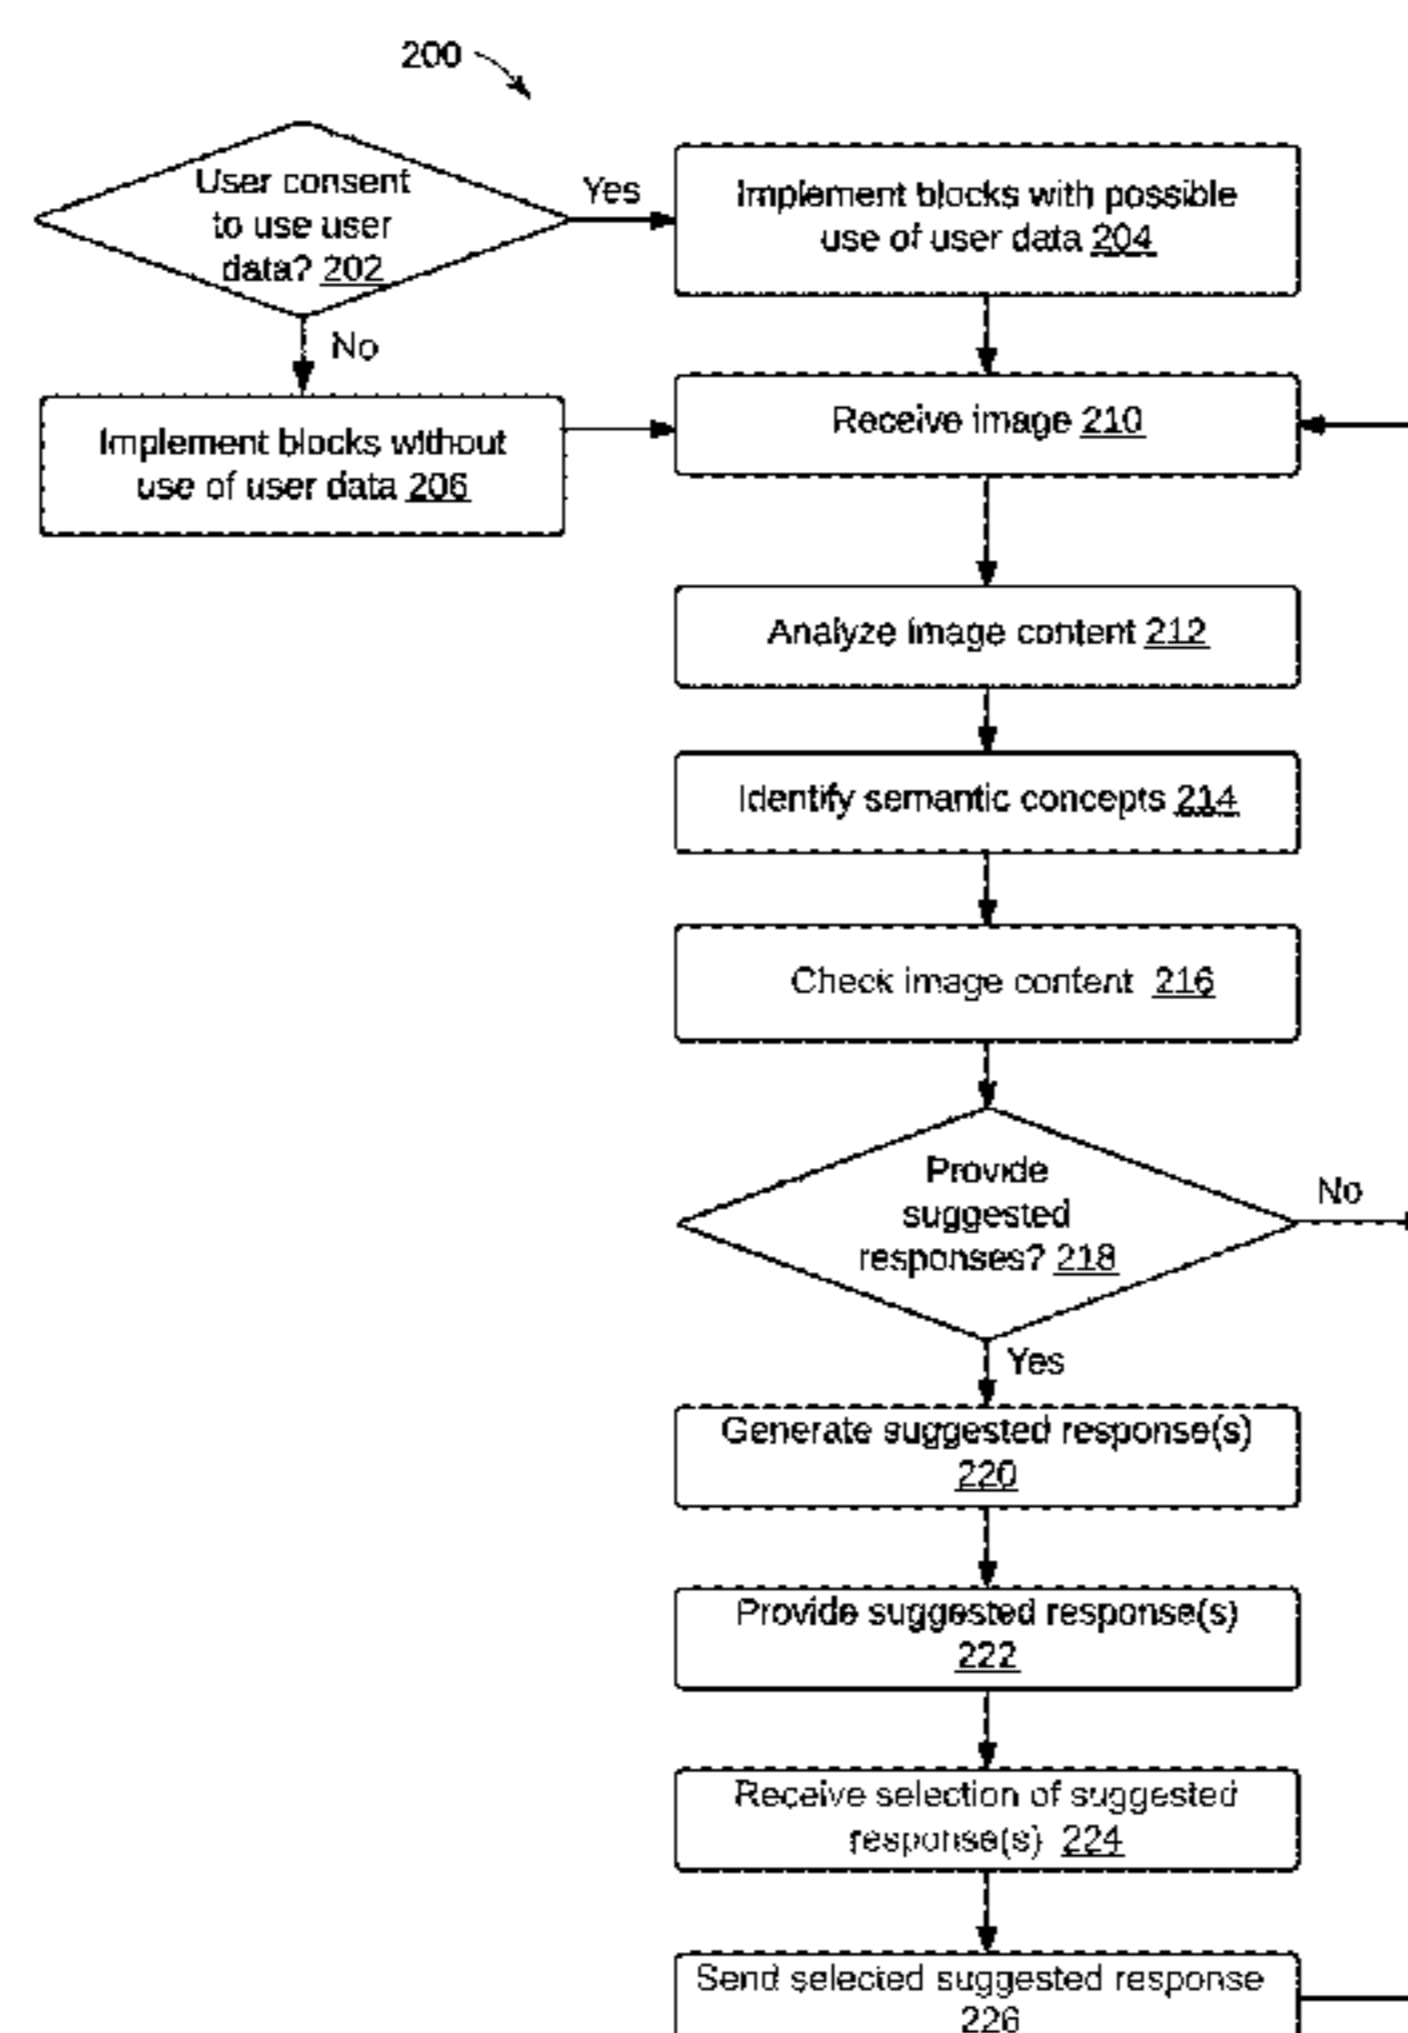 200
User consent
to use user
data? 202
Yes
Implement blocks with possible
use of user data 204
No
Implement blocks without
use of user data 206
Receive image 210
Analyze image content 212
Identify semantic concepts 214
Check image content 216
Provide
suggested
responses? 218
No
Yes
Generate suggested response(s)
220
Provide suggested response(s)
222
Receive selection of suggested
response(s) 224
Send selected suggested response
226